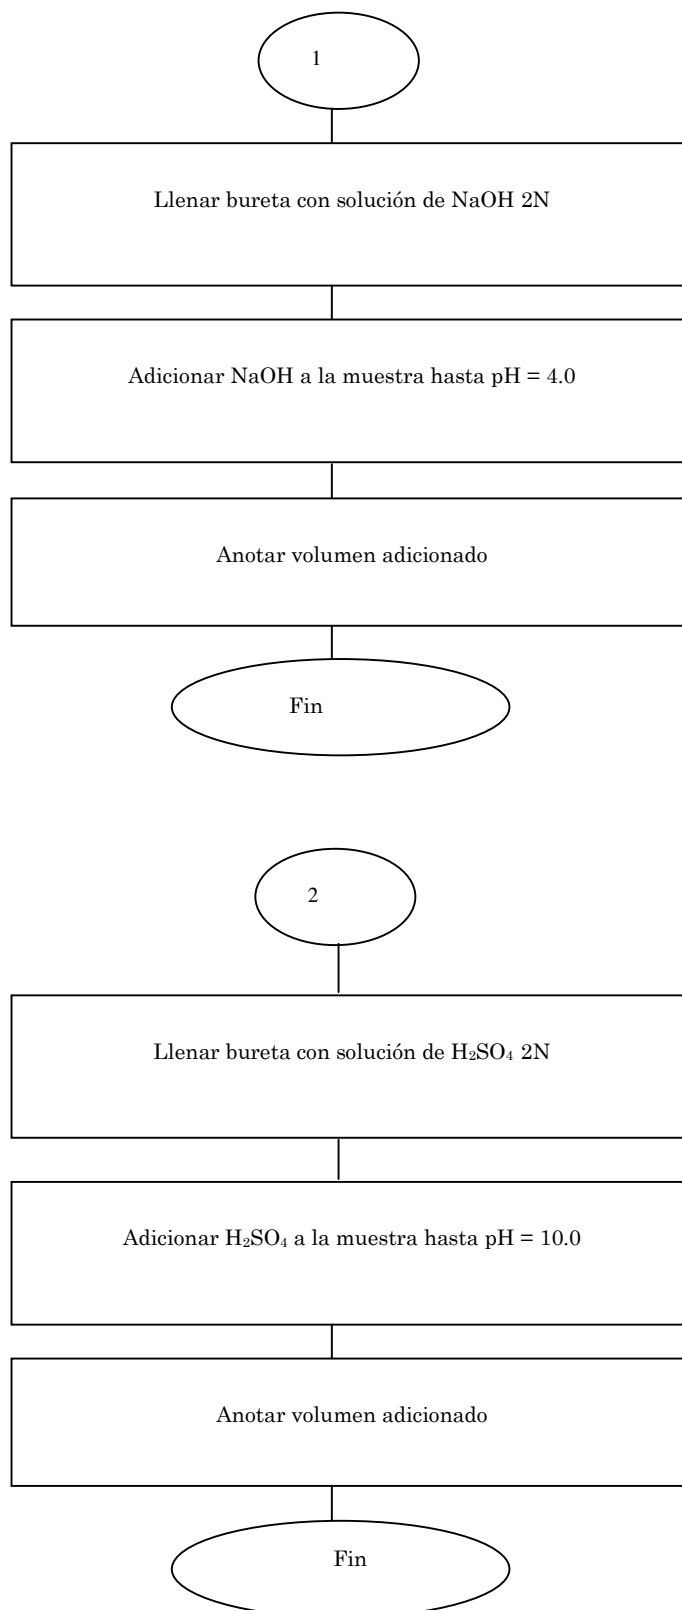 1
Llenar bureta con solución de NaOH 2N
Adicionar NaOH a la muestra hasta pH = 4.0
Anotar volumen adicionado
Fin
2
Llenar bureta con solución de H₂SO₄ 2N
Adicionar H₂SO₄ a la muestra hasta pH = 10.0
Anotar volumen adicionado
Fin